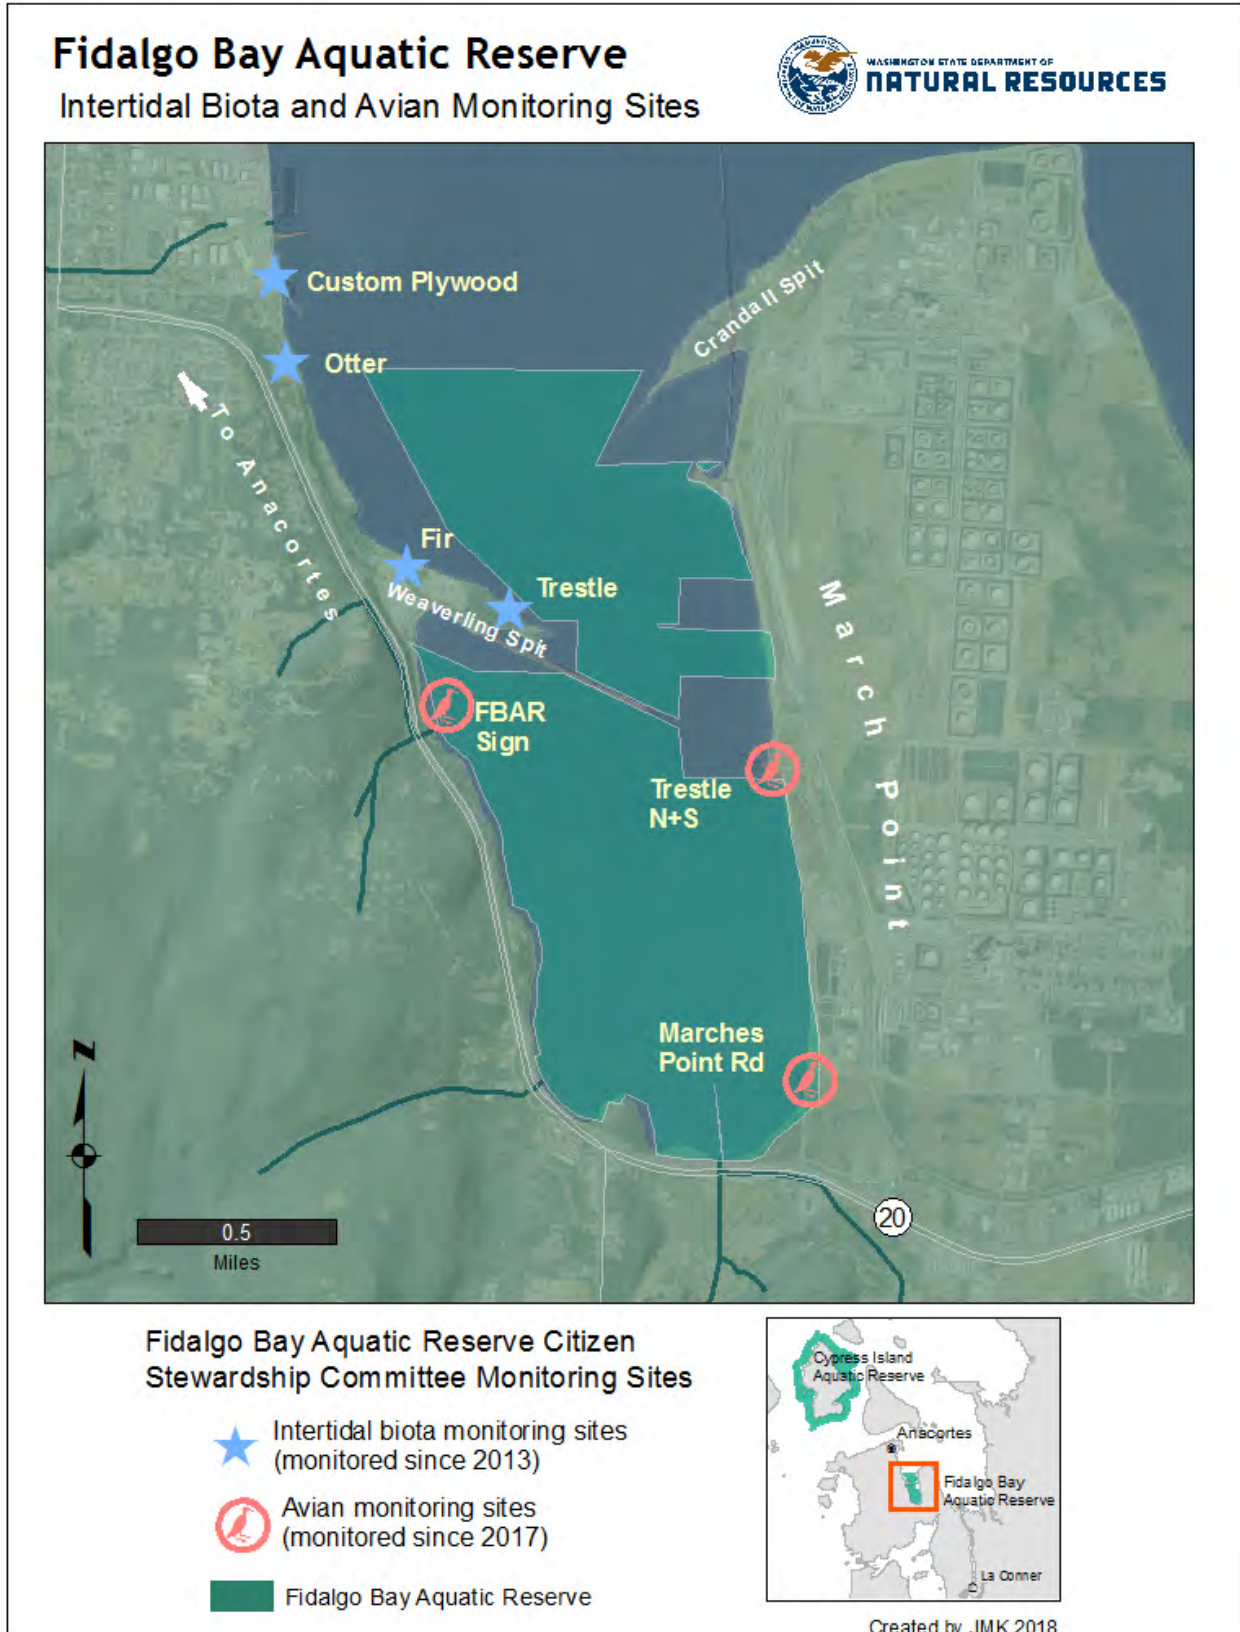 Fidalgo Bay Aquatic Reserve
Intertidal Biota and Avian Monitoring Sites
WASHINGTON STATE DEPARTMENT OF
NATURAL RESOURCES
Custom Plywood
Otter
Crandall Spit
To Anacortes
Fir
Trestle
Weaverling Spit
March Point
FBAR
Sign
Trestle
N+S
Marches
Point Rd
N
20
0.5
Miles
Fidalgo Bay Aquatic Reserve Citizen
Stewardship Committee Monitoring Sites
Intertidal biota monitoring sites
(monitored since 2013)
Avian monitoring sites
(monitored since 2017)
Fidalgo Bay Aquatic Reserve
Cypress Island
Aquatic Reserve
Anacortes
Fidalgo Bay
Aquatic Reserve
La Conner
Created by JMK 2018